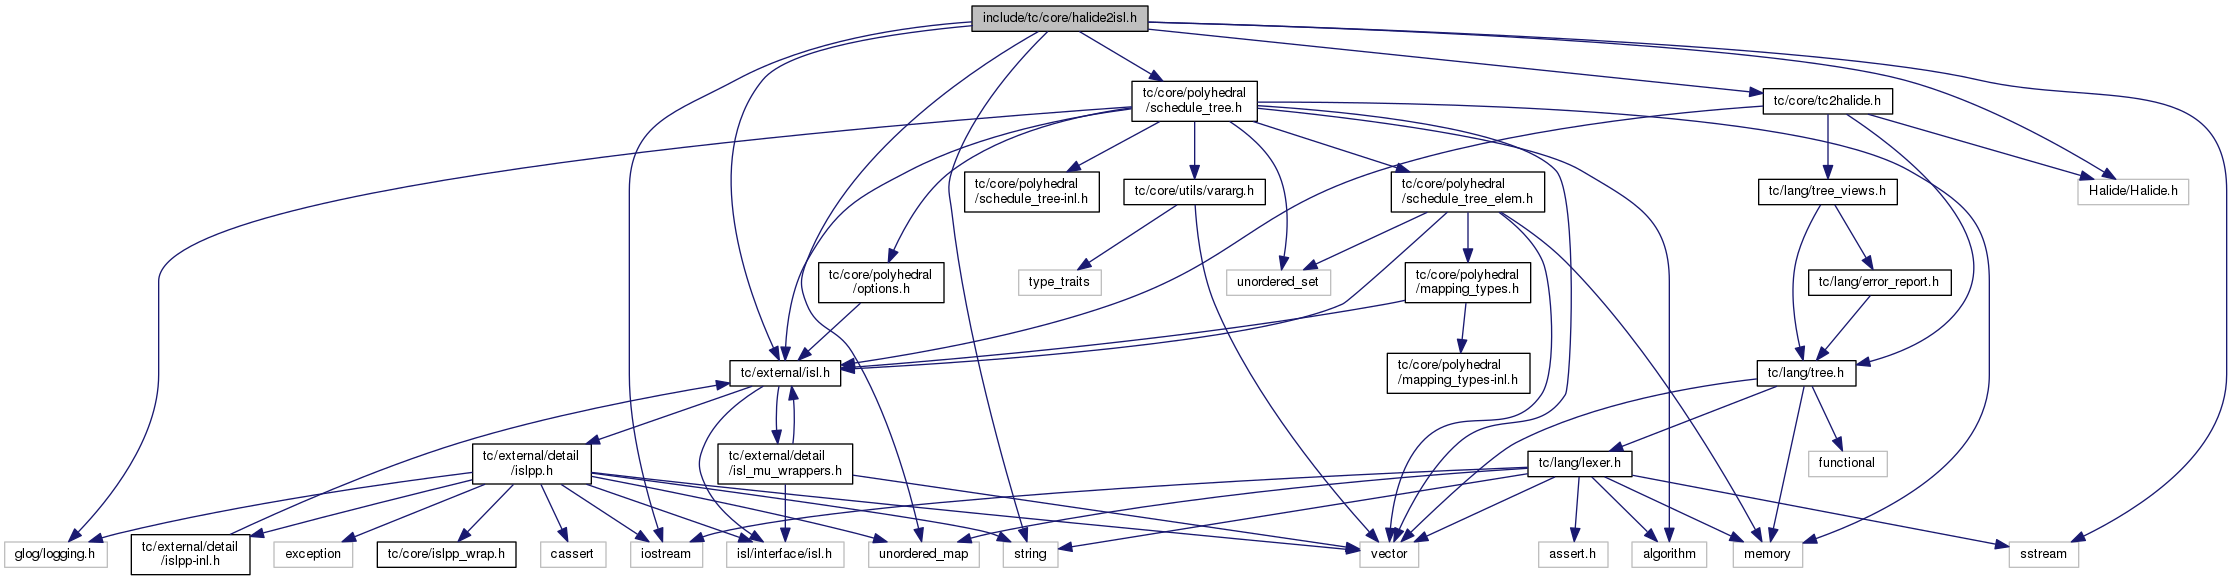 include/tc/core/halide2isl.h
tc/core/polyhedral
/schedule_tree.h
tc/core/tc2halide.h
tc/core/polyhedral
/schedule_tree-inl.h
tc/core/utils/vararg.h
tc/core/polyhedral
/schedule_tree_elem.h
tc/lang/tree_views.h
Halide/Halide.h
tc/core/polyhedral
/options.h
type_traits
unordered_set
tc/core/polyhedral
/mapping_types.h
tc/lang/error_report.h
tc/external/isl.h
tc/core/polyhedral
/mapping_types-inl.h
tc/lang/tree.h
tc/external/detail
/islpp.h
tc/external/detail
/isl_mu_wrappers.h
tc/lang/lexer.h
functional
glog/logging.h
tc/external/detail
/islpp-inl.h
exception
tc/core/islpp_wrap.h
cassert
iostream
isl/interface/isl.h
unordered_map
string
vector
assert.h
algorithm
memory
sstream